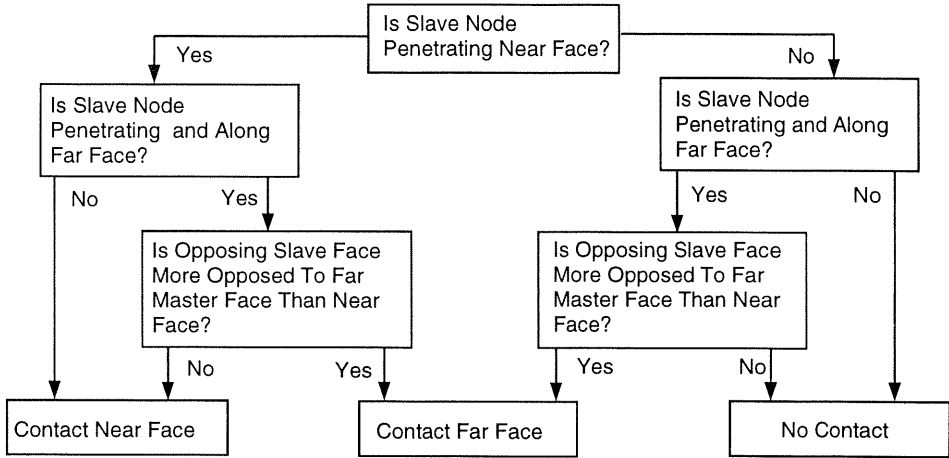 Is Slave Node
Penetrating Near Face?
Yes
No
Is Slave Node
Penetrating and Along
Far Face?
Is Slave Node
Penetrating and Along
Far Face?
No
Yes
Yes
No
Is Opposing Slave Face
More Opposed To Far
Master Face Than Near
Face?
Is Opposing Slave Face
More Opposed To Far
Master Face Than Near
Face?
No
Yes
Yes
No
Contact Near Face
Contact Far Face
No Contact